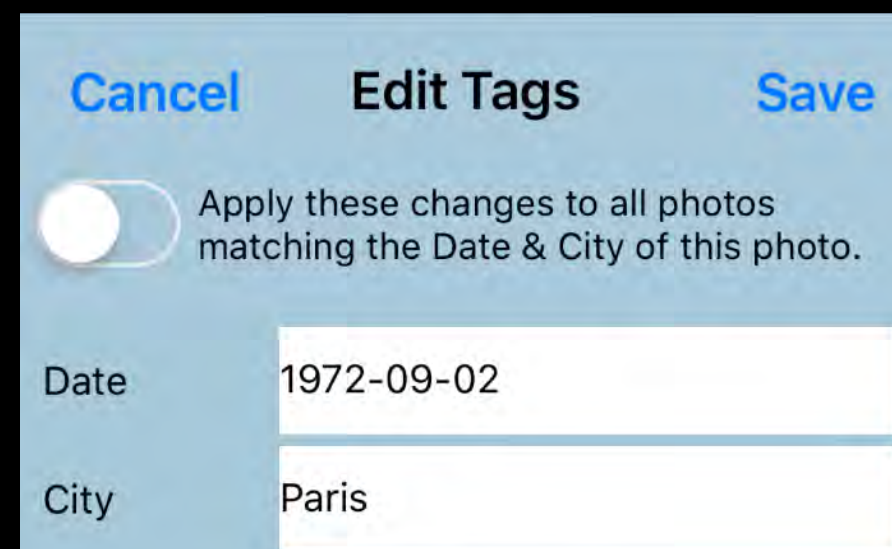 Cancel Edit Tags Save
Apply these changes to all photos
matching the Date & City of this photo.
Date 1972-09-02
City Paris